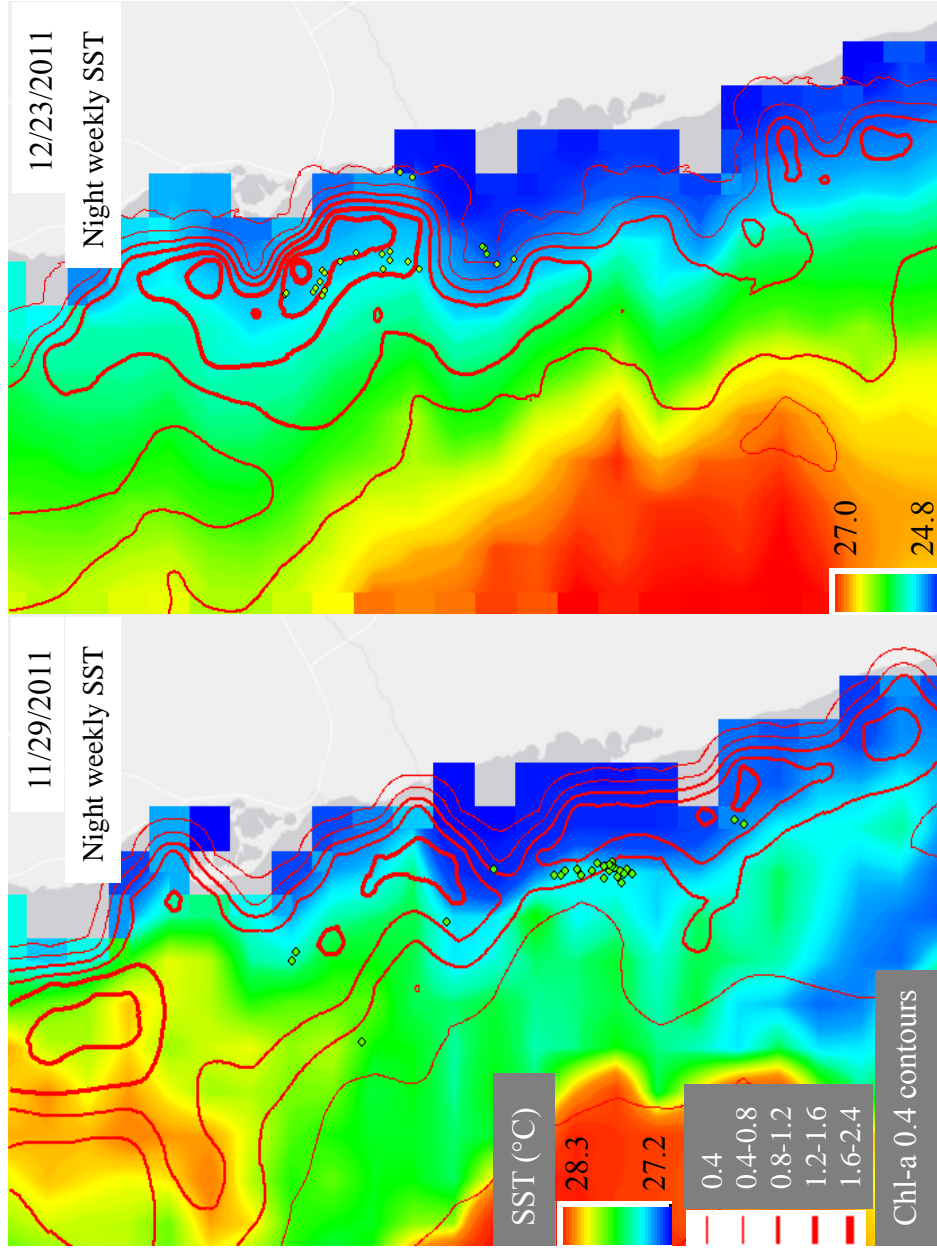 11/29/2011
Night weekly SST
SST (°C)
28.3
27.2
0.4
0.4-0.8
0.8-1.2
1.2-1.6
1.6-2.4
Chl-a 0.4 contours
12/23/2011
Night weekly SST
27.0
24.8